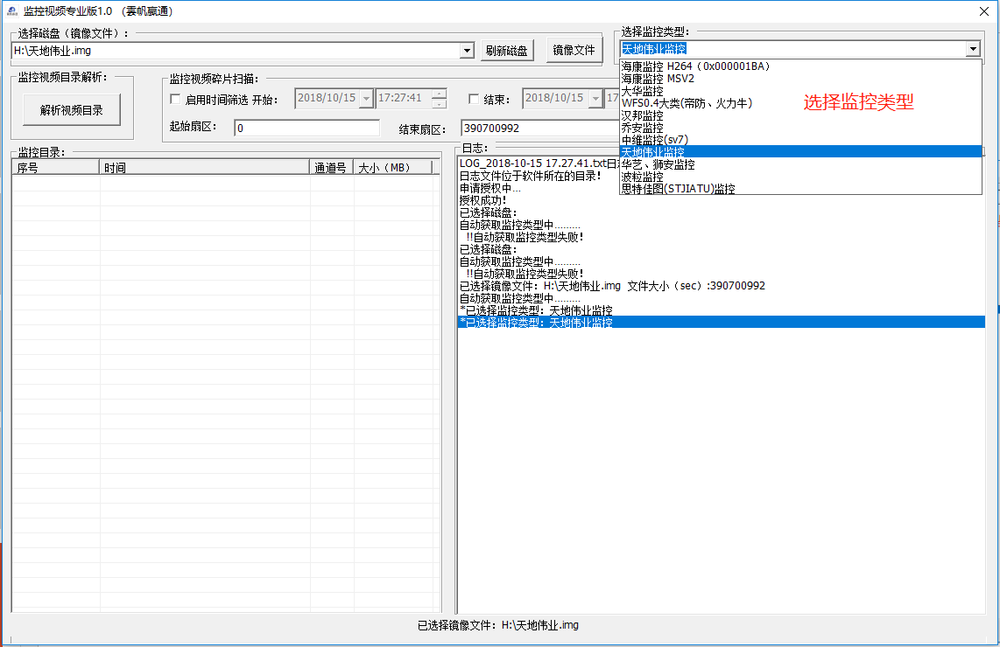 监控视频专业版1.0 （雲帆赢通）
选择磁盘（镜像文件）:
H:\天地伟业.img
刷新磁盘
镜像文件
选择监控类型:
天地伟业监控
海康监控 H264（0x000001BA）
海康监控 MSV2
大华监控
WFS0.4大类(帝防、火力牛)
汉邦监控
乔安监控
中维监控(sv7)
天地伟业监控
华艺、狮安监控
波粒监控
思特佳图(STJIATU)监控
选择监控类型
监控视频目录解析:
解析视频目录
监控视频碎片扫描:
启用时间筛选 开始:
2018/10/15
17:27:41
结束:
2018/10/15
17
起始扇区:
0
结束扇区:
390700992
监控目录:
序号 时间 通道号 大小（MB）
日志:
LOG_2018-10-15 17.27.41.txt日
日志文件位于软件所在的目录!
申请授权中...
授权成功!
已选择磁盘:
自动获取监控类型中.........
!!自动获取监控类型失败!
已选择磁盘:
自动获取监控类型中.........
!!自动获取监控类型失败!
已选择镜像文件: H:\天地伟业.img 文件大小（sec）:390700992
自动获取监控类型中.........
*已选择监控类型: 天地伟业监控
*已选择监控类型: 天地伟业监控
已选择镜像文件: H:\天地伟业.img